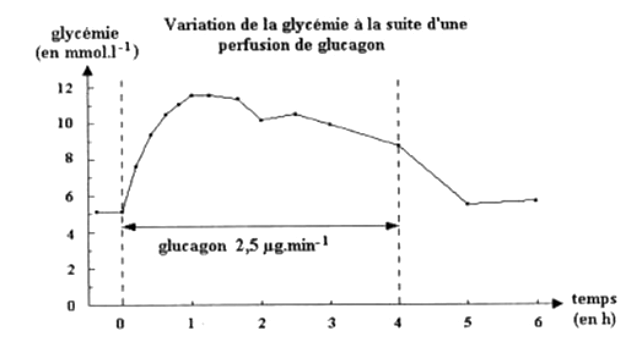 Variation de la glycémie à la suite d'une
perfusion de glucagon
glycémie
(en mmol.l⁻¹)
12
10
8
6
4
2
0
glucagon 2,5 µg.min⁻¹
0 1 2 3 4 5 6
temps
(en h)